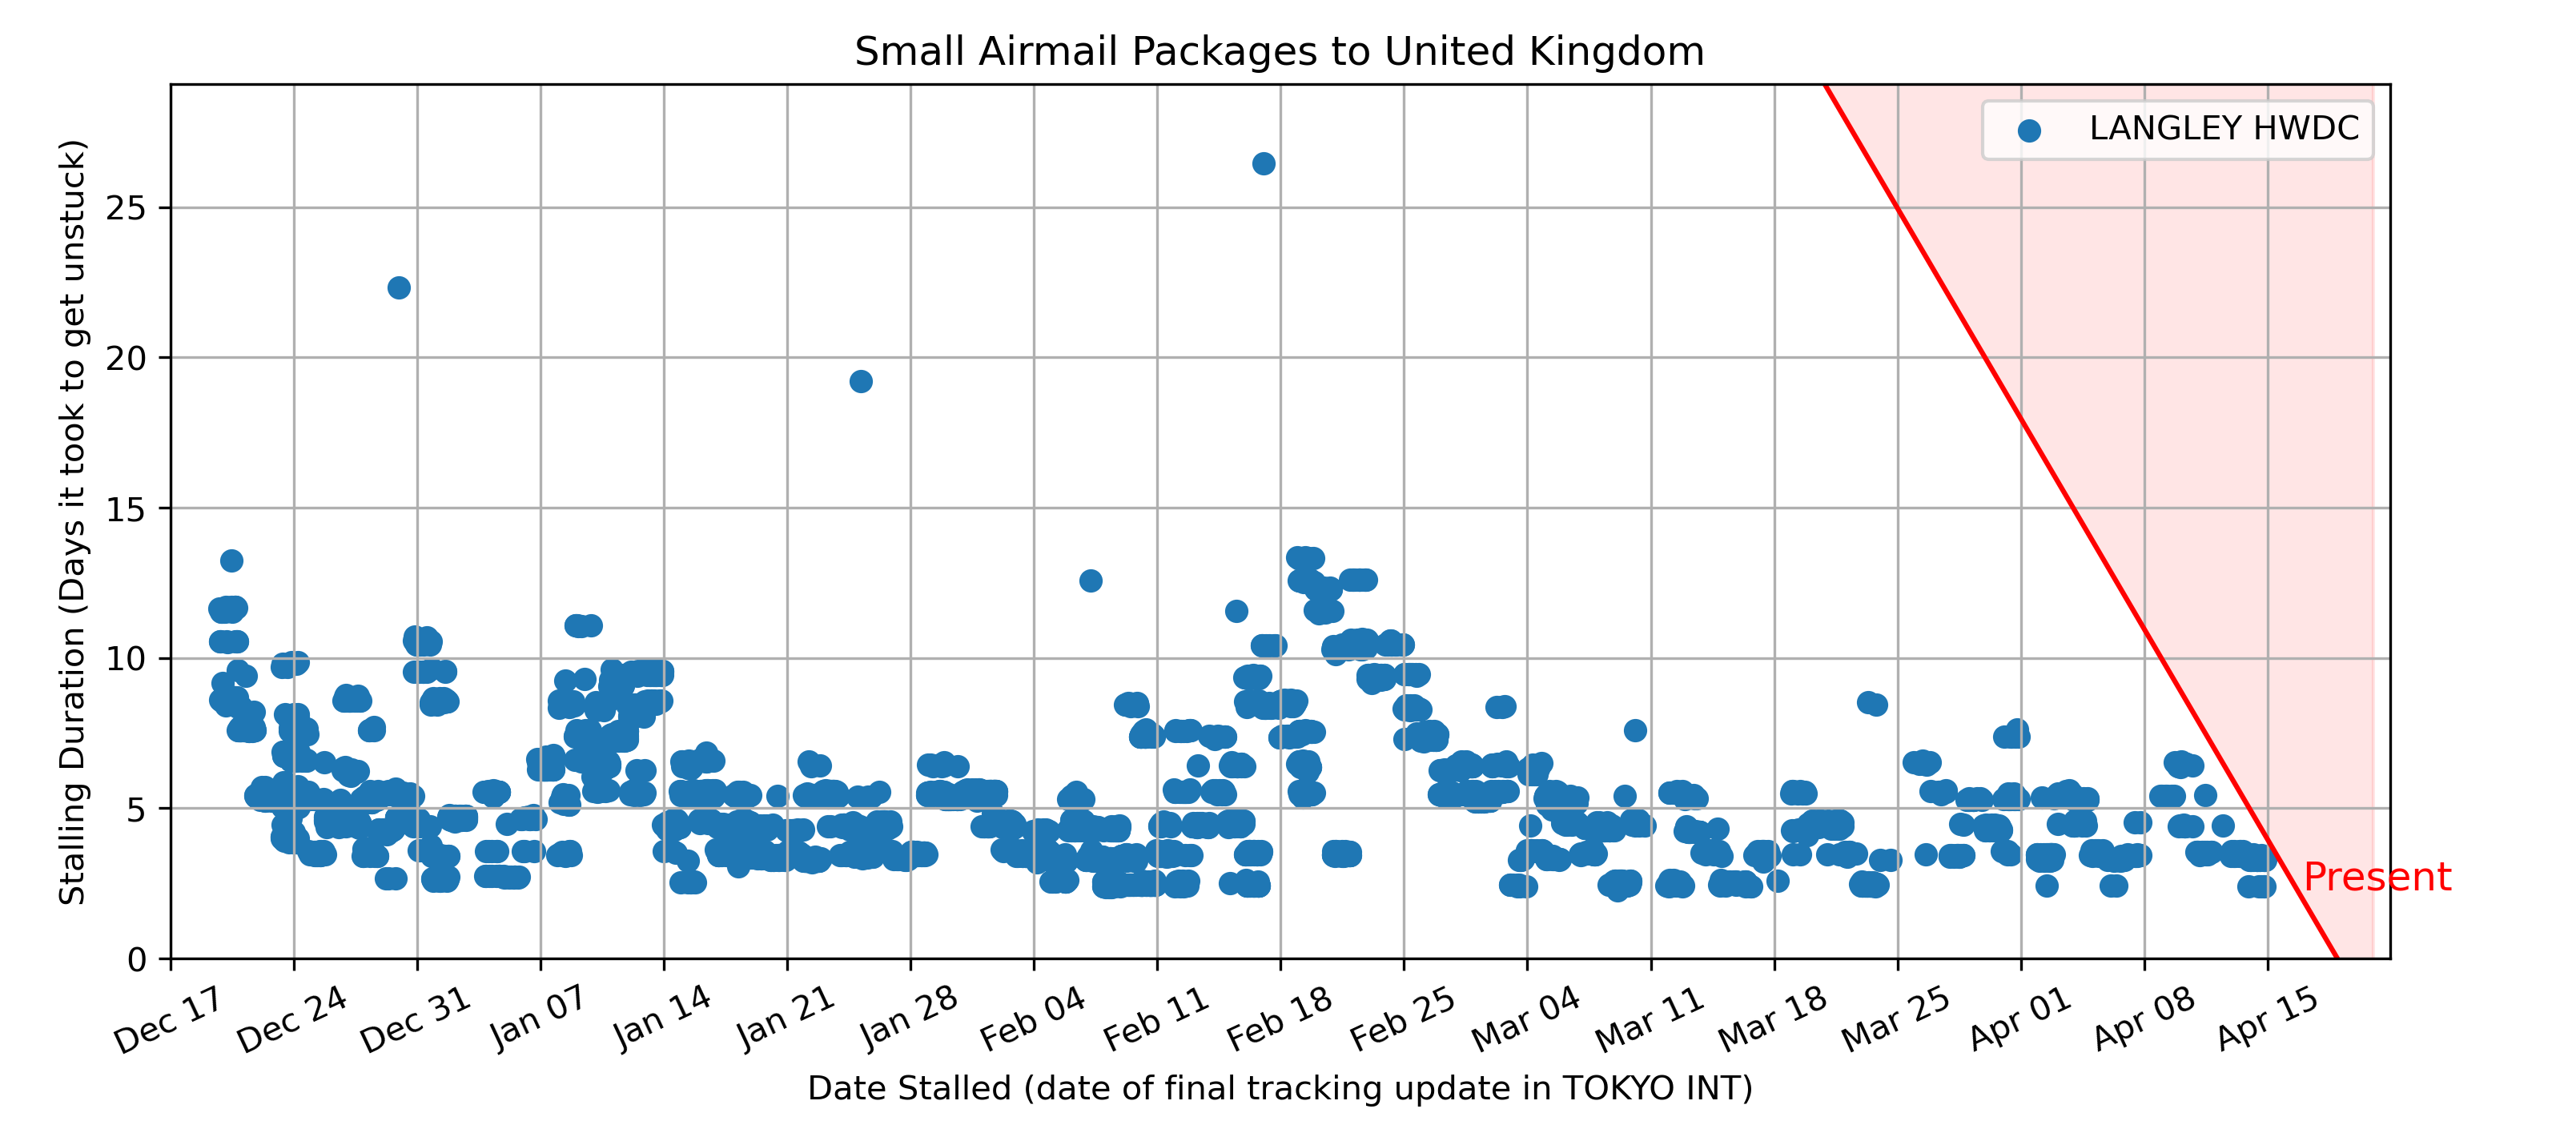 Small Airmail Packages to United Kingdom
LANGLEY HWDC
Stalling Duration (Days it took to get unstuck)
25
20
15
10
5
0
Present
Dec 17
Dec 24
Dec 31
Jan 07
Jan 14
Jan 21
Jan 28
Feb 04
Feb 11
Feb 18
Feb 25
Mar 04
Mar 11
Mar 18
Mar 25
Apr 01
Apr 08
Apr 15
Date Stalled (date of final tracking update in TOKYO INT)